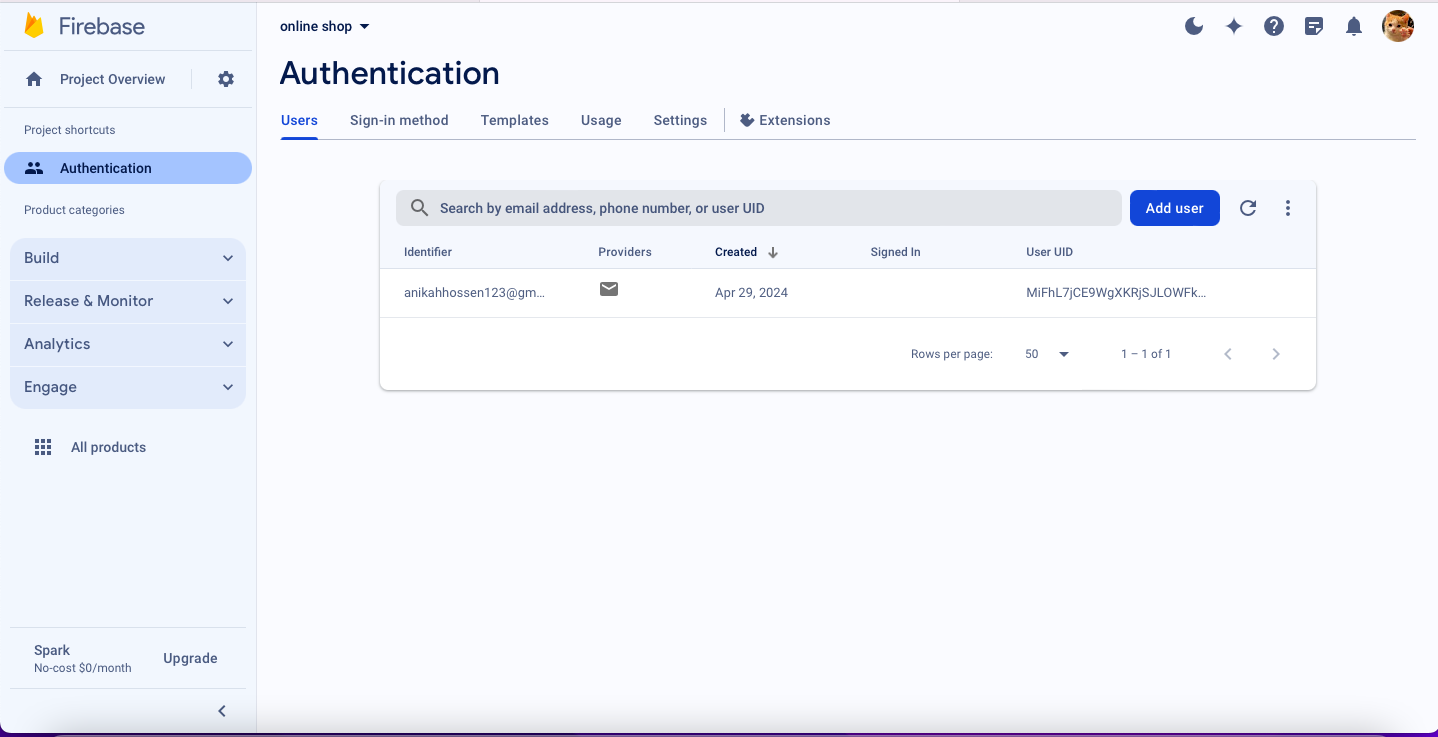 Firebase
online shop
Project Overview
Authentication
Project shortcuts
Users Sign-in method Templates Usage Settings Extensions
Authentication
Product categories
Search by email address, phone number, or user UID
Add user
Build
Identifier Providers Created Signed In User UID
Release & Monitor
anikahhossen123@gm… Apr 29, 2024 MiFhL7jCE9WgXKRjSJLOWFk…
Analytics
Rows per page: 50 1 – 1 of 1
Engage
All products
Spark
No-cost $0/month
Upgrade